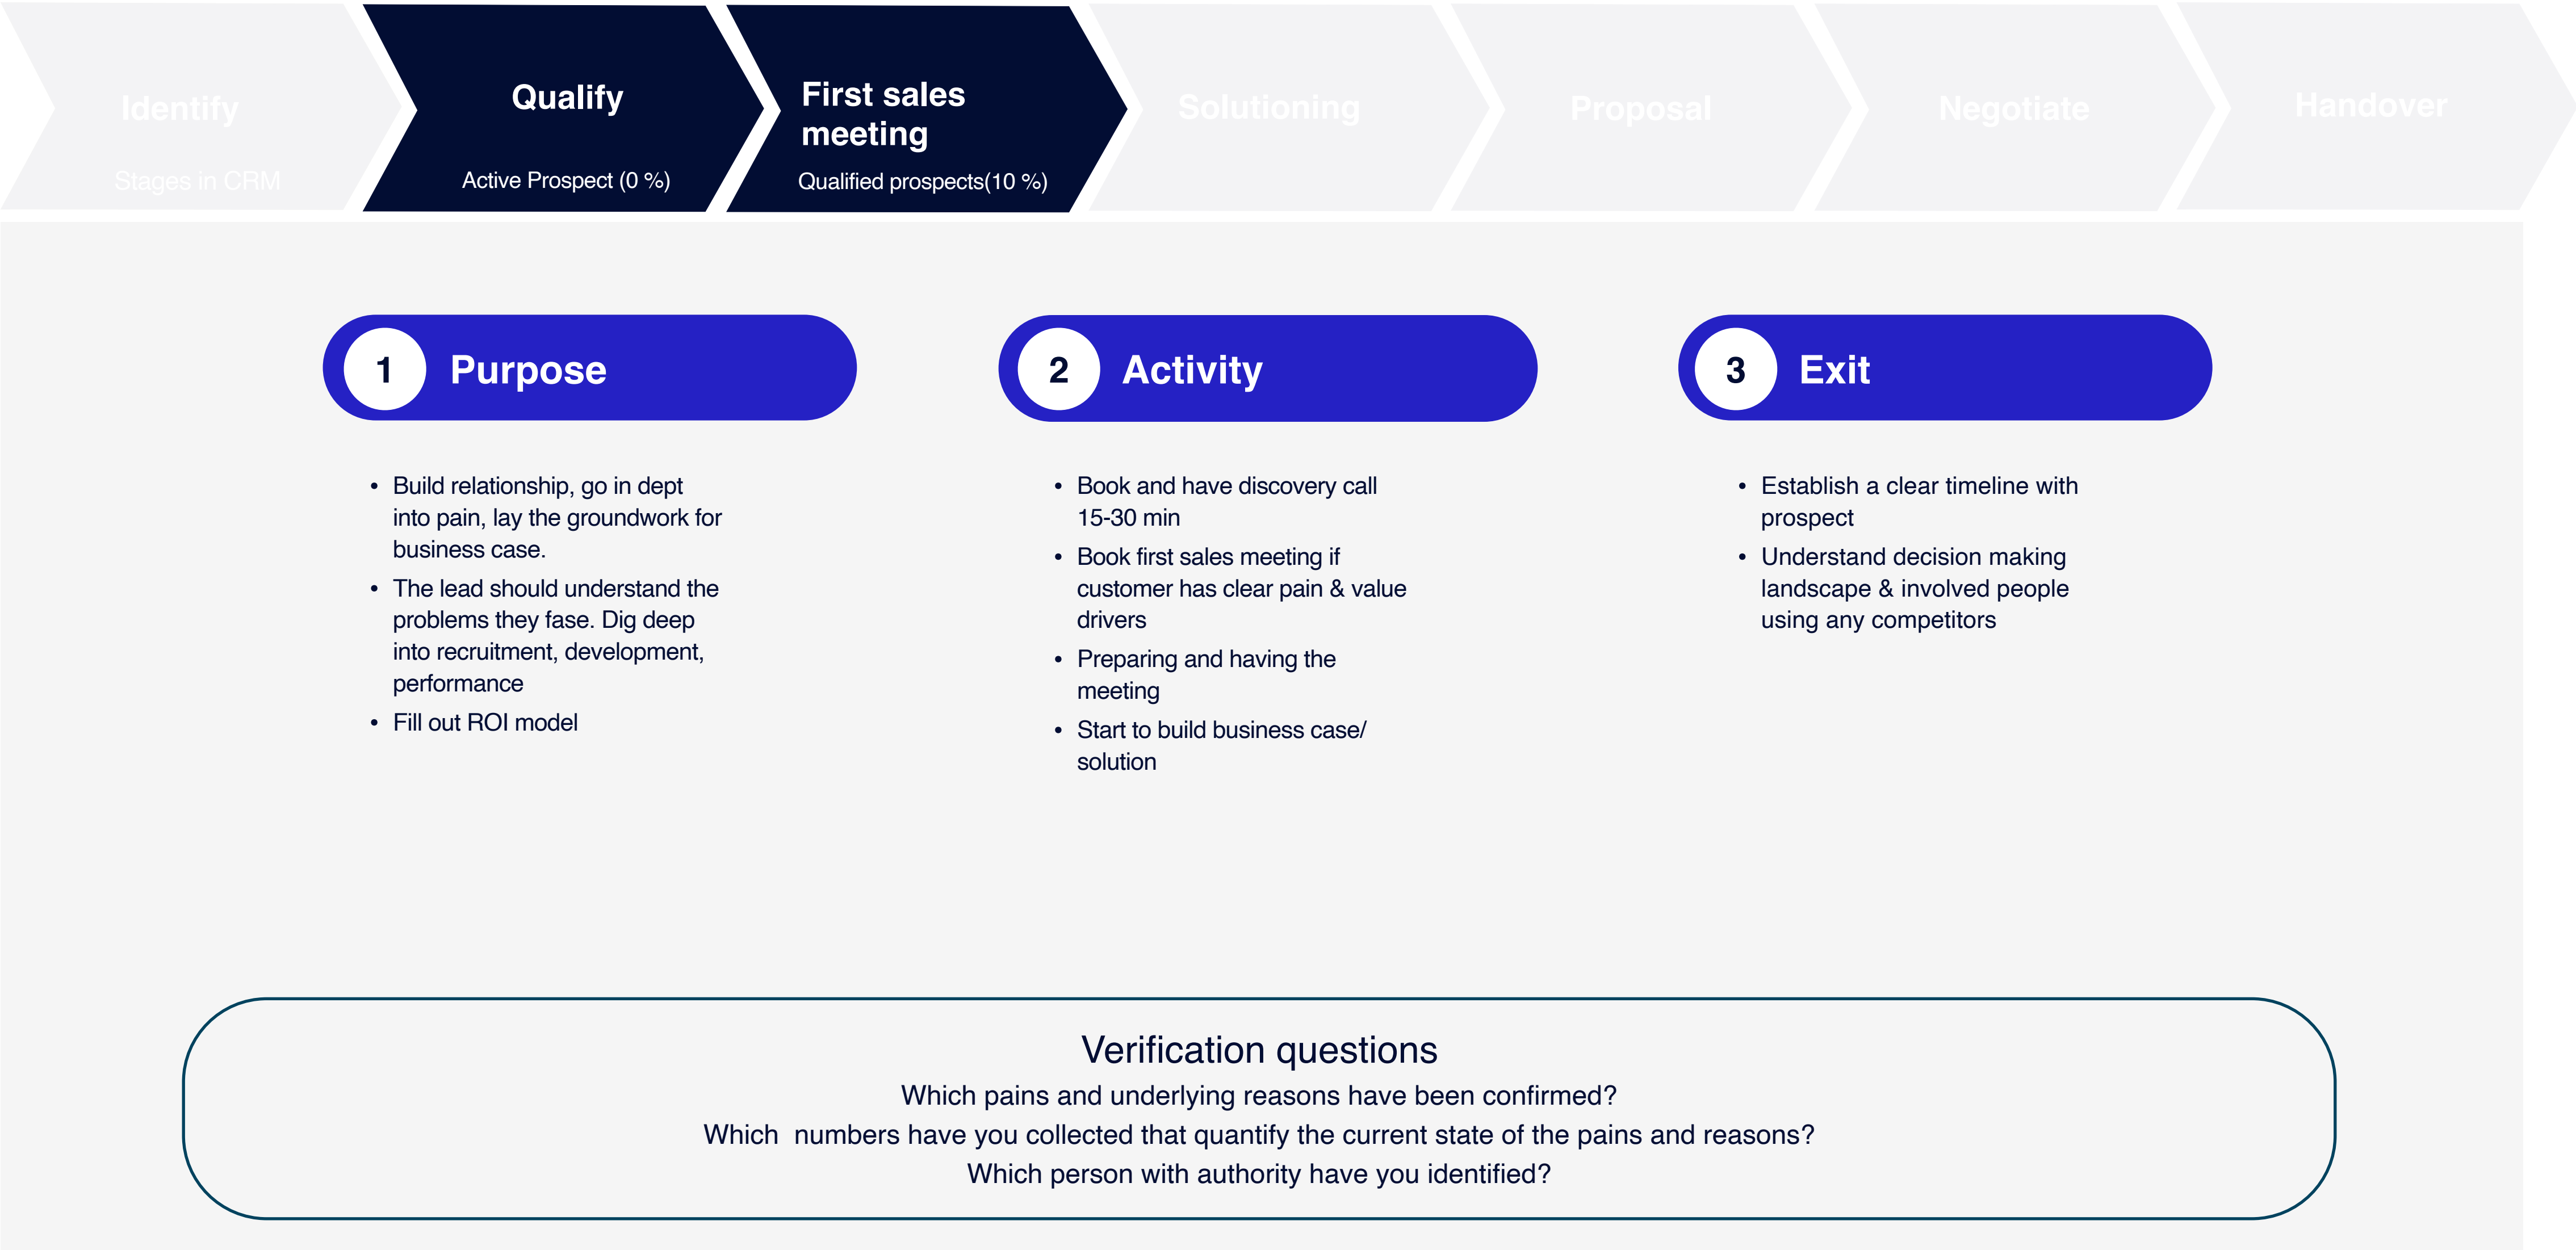 Identify
Stages in CRM
Qualify
Active Prospect (0 %)
First sales
meeting
Qualified prospects(10 %)
Solutioning
Proposal
Negotiate
Handover
1 Purpose
• Build relationship, go in dept
into pain, lay the groundwork for
business case.
• The lead should understand the
problems they fase. Dig deep
into recruitment, development,
performance
• Fill out ROI model
2 Activity
• Book and have discovery call
15-30 min
• Book first sales meeting if
customer has clear pain & value
drivers
• Preparing and having the
meeting
• Start to build business case/
solution
3 Exit
• Establish a clear timeline with
prospect
• Understand decision making
landscape & involved people
using any competitors
Verification questions
Which pains and underlying reasons have been confirmed?
Which  numbers have you collected that quantify the current state of the pains and reasons?
Which person with authority have you identified?